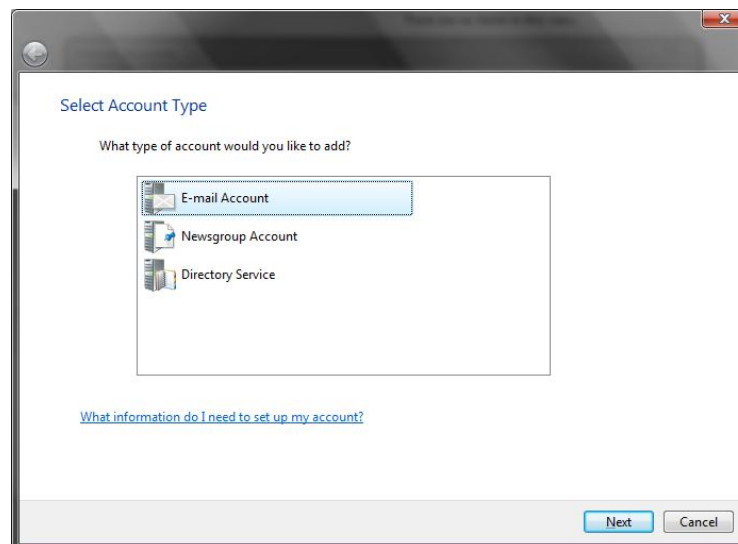 Select Account Type
What type of account would you like to add?
E-mail Account
Newsgroup Account
Directory Service
What information do I need to set up my account?
Next
Cancel